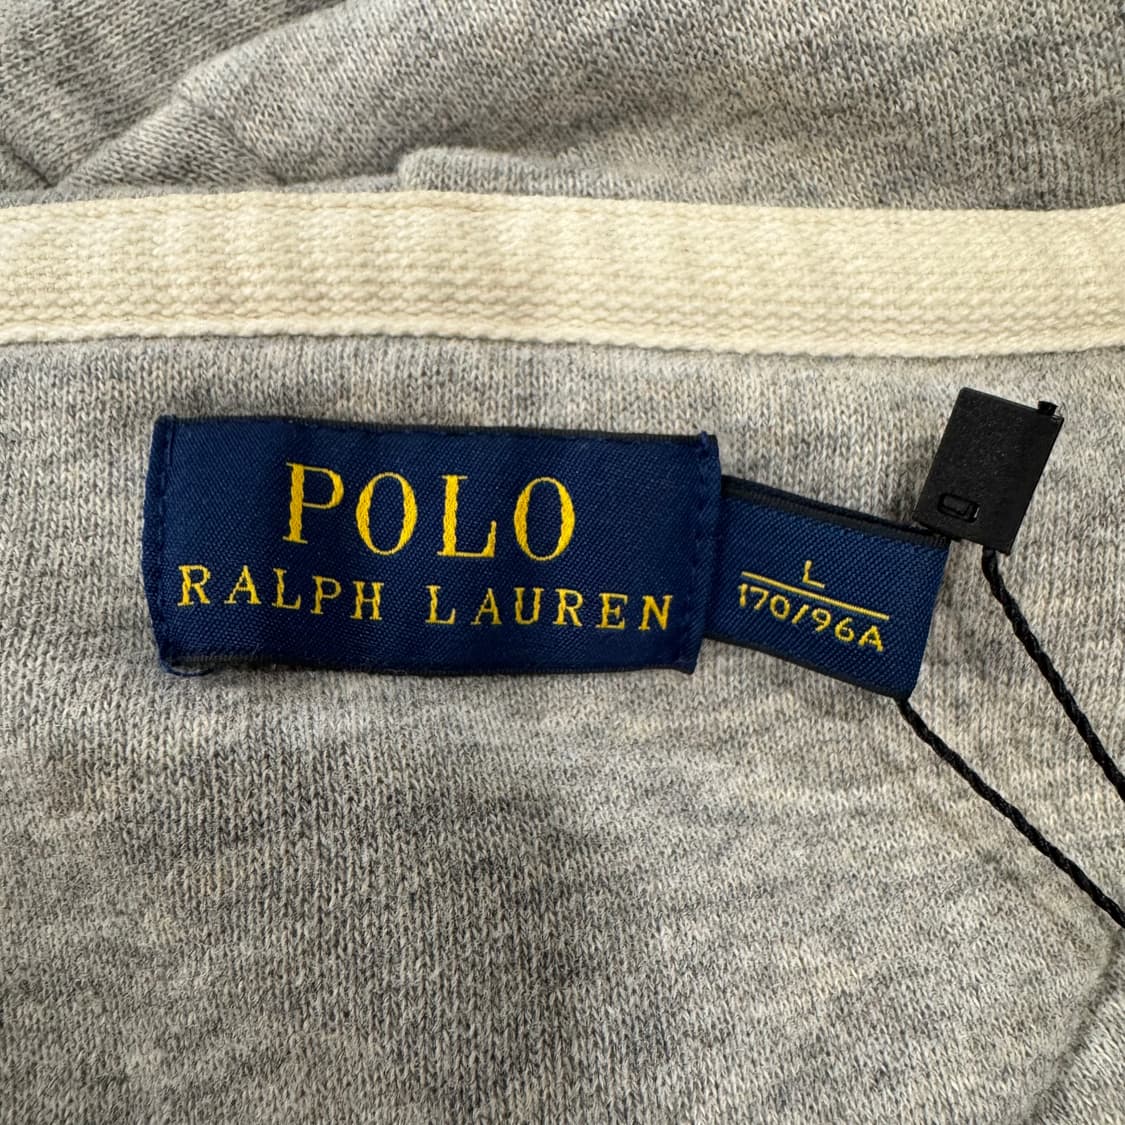 POLO
RALPH LAUREN
L
170/96A